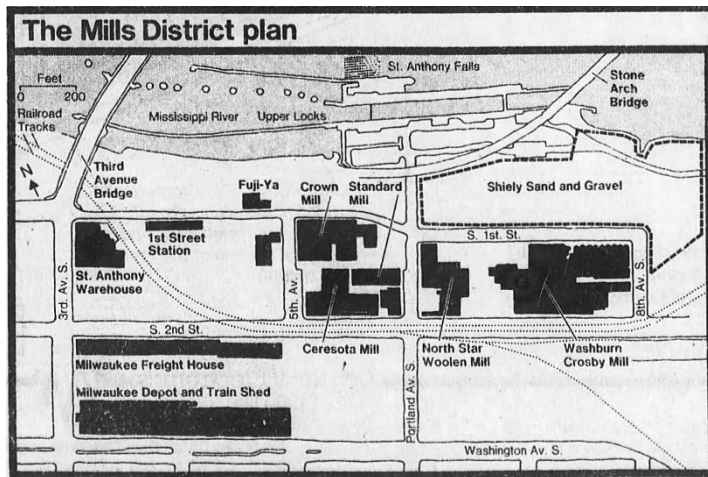 The Mills District plan
St. Anthony Falls
Feet
0 200
Stone
Arch
Bridge
Railroad
Tracks
Mississippi River Upper Locks
N
Third
Avenue
Bridge
Fuji-Ya
Crown
Mill
Standard
Mill
Shiely Sand and Gravel
1st Street
Station
S. 1st St.
St. Anthony
Warehouse
3rd. Av. S.
5th. Av.
8th. Av. S.
S. 2nd St.
Ceresota Mill
North Star
Woolen Mill
Washburn
Crosby Mill
Milwaukee Freight House
Milwaukee Depot and Train Shed
Portland Av. S.
Washington Av. S.